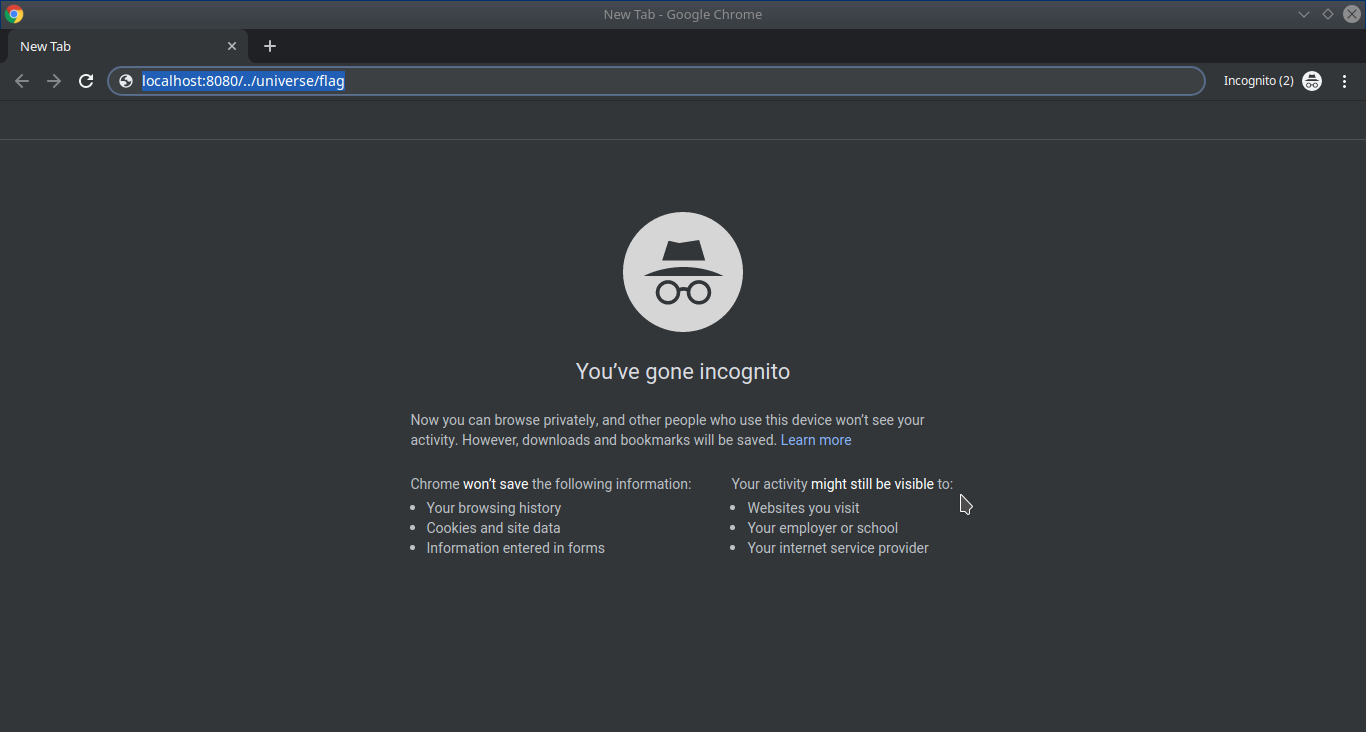 New Tab - Google Chrome
New Tab
localhost:8080/../universe/flag
Incognito (2)
You’ve gone incognito
Now you can browse privately, and other people who use this device won’t see your
activity. However, downloads and bookmarks will be saved. Learn more
Chrome won’t save the following information:
Your browsing history
Cookies and site data
Information entered in forms
Your activity might still be visible to:
Websites you visit
Your employer or school
Your internet service provider